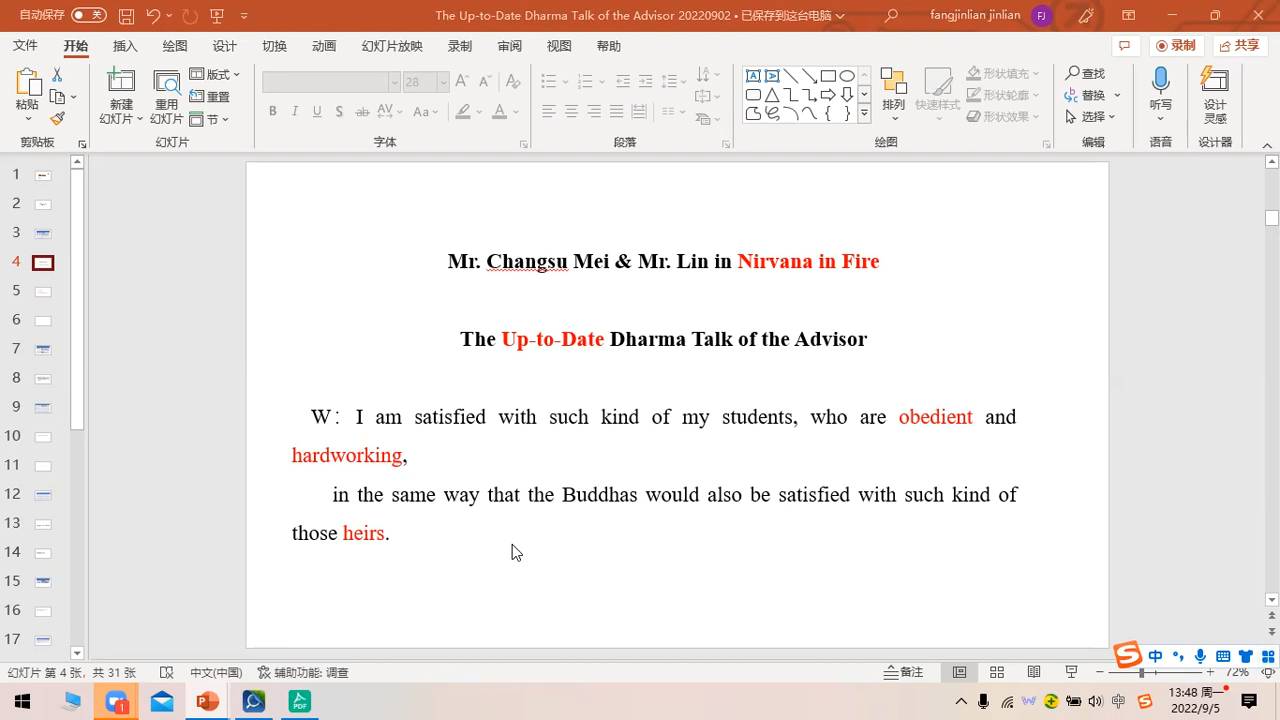 自动保存 关
The Up-to-Date Dharma Talk of the Advisor 20220902 • 已保存到这台电脑
fangjinlian jinlian FJ
文件 开始 插入 绘图 设计 切换 动画 幻灯片放映 录制 审阅 视图 帮助 录制 共享
粘贴 新建 幻灯片 重用 幻灯片 版式 重置 节 28 排列 快速样式 形状填充 形状轮廓 形状效果 查找 替换 选择 听写 设计 灵感
剪贴板 幻灯片 字体 段落 绘图 编辑 语音 设计器
1
2
3
4
5
6
7
8
9
10
11
12
13
14
15
16
17
Mr. Changsu Mei & Mr. Lin in Nirvana in Fire
The Up-to-Date Dharma Talk of the Advisor
W： I am satisfied with such kind of my students, who are obedient and
hardworking,
in the same way that the Buddhas would also be satisfied with such kind of
those heirs.
幻灯片 第 4 张，共 31 张 中文(中国) 辅助功能: 调查 备注 72%
中
13:48 周一
2022/9/5